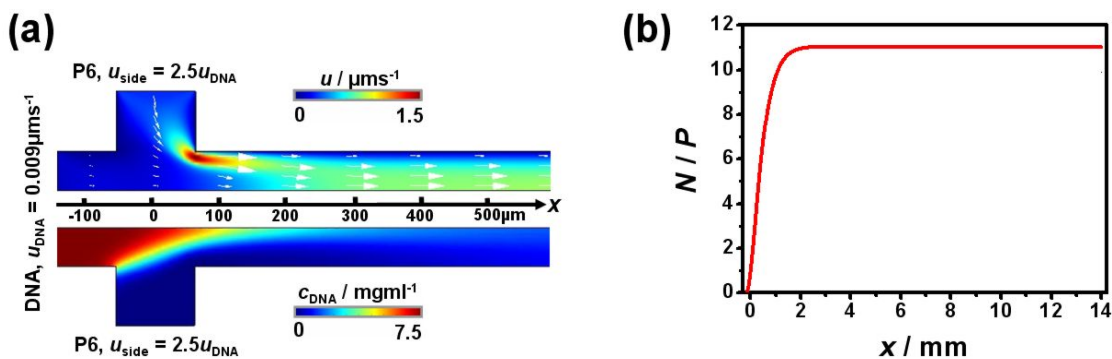 (a)
P6, uside = 2.5uDNA
u / μms-1
0 1.5
DNA, uDNA = 0.009μms-1
-100 0 100 200 300 400 500μm x
cDNA / mgml-1
0 7.5
P6, uside = 2.5uDNA
(b)
N / P
12
10
8
6
4
2
0
0 2 4 6 8 10 12 14
x / mm